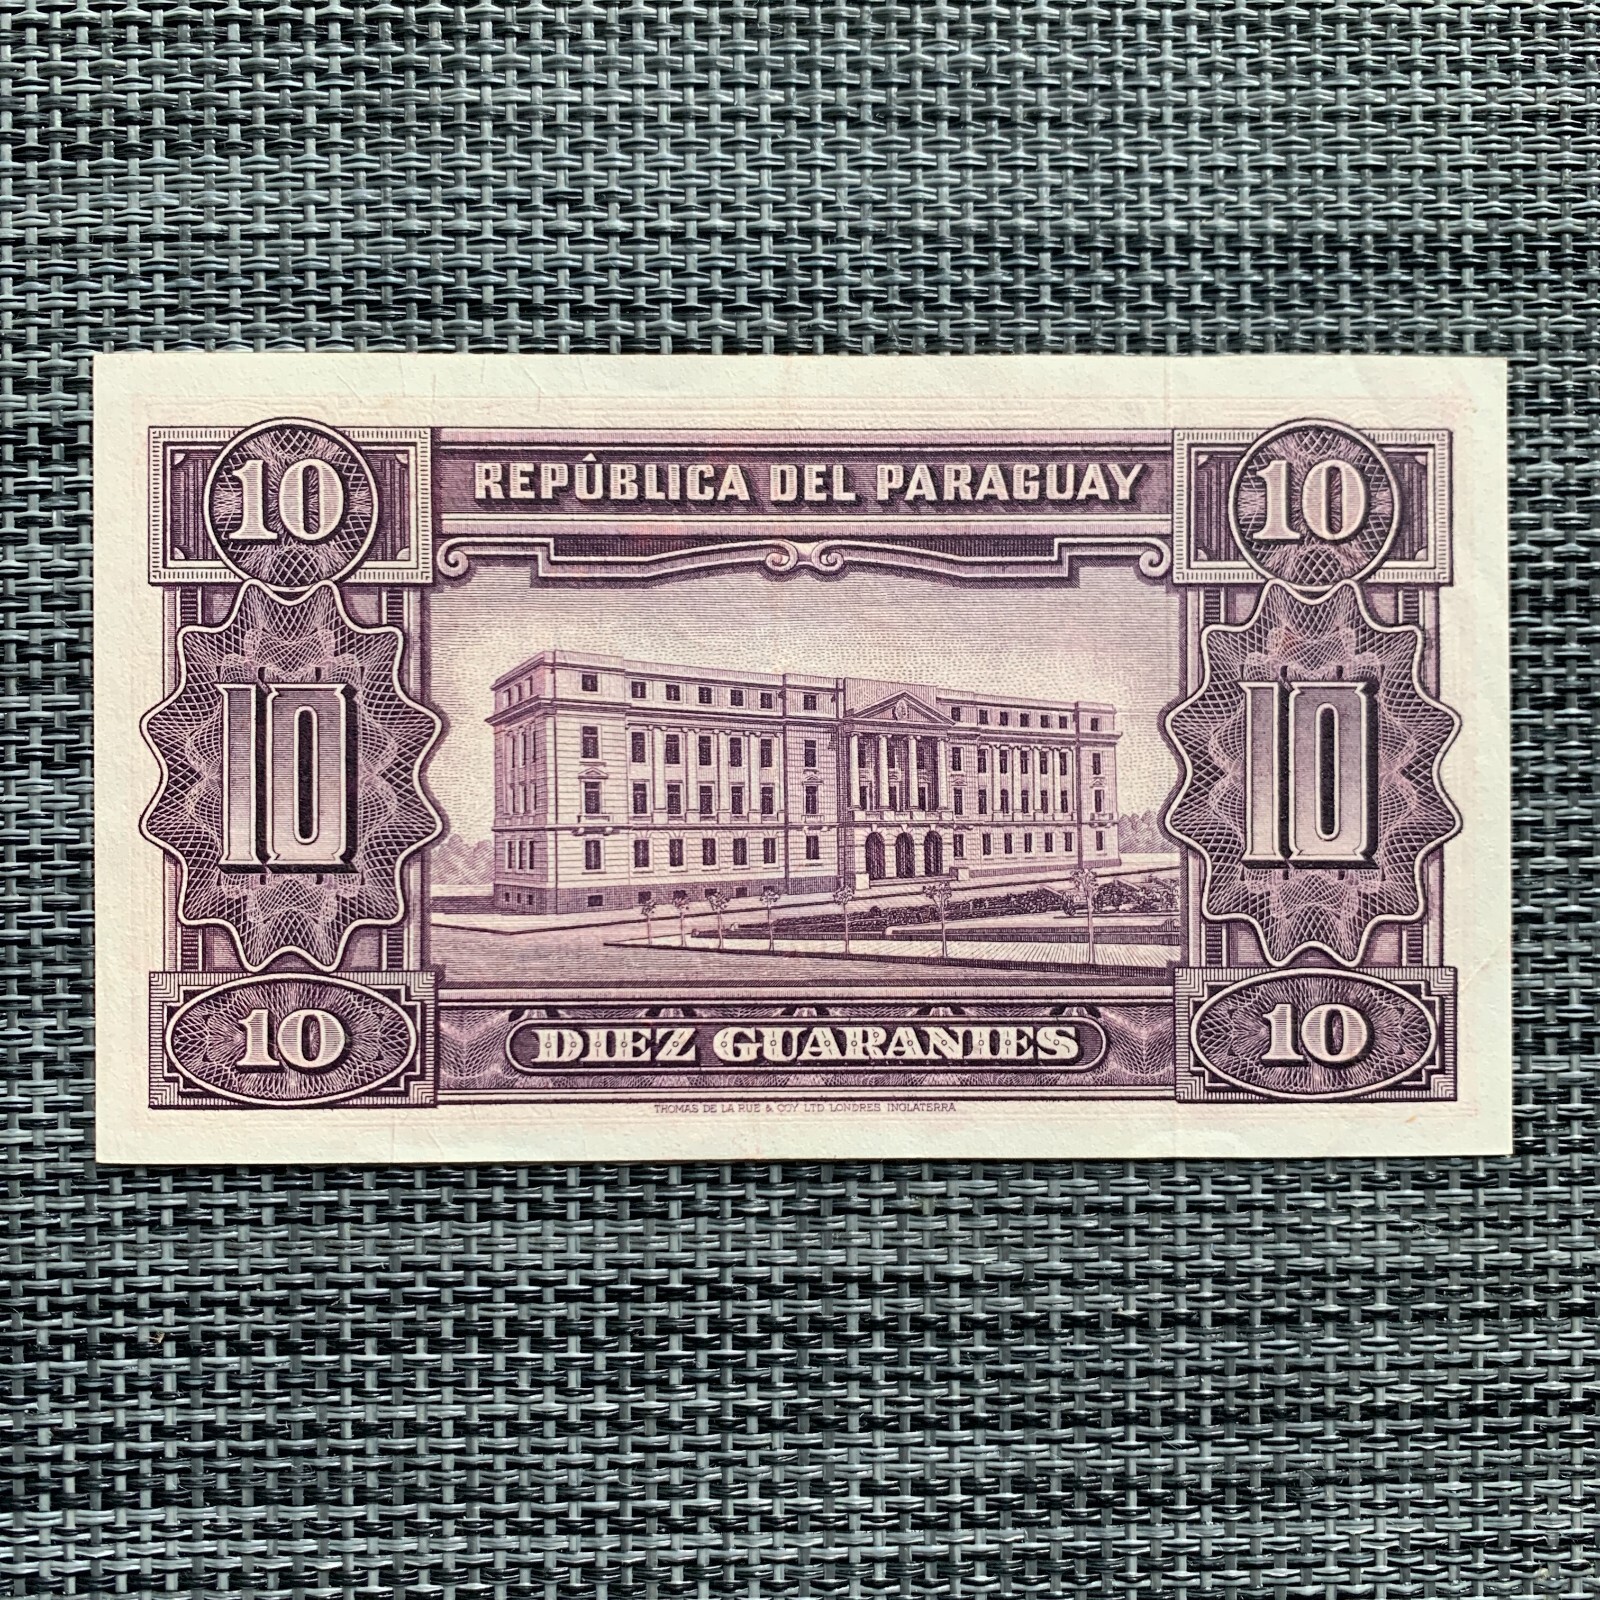 10 REPÚBLICA DEL PARAGUAY 10
10 10
10 DIEZ GUARANIES 10
THOMAS DE LA RUE & COY LTD LONDRES INGLATERRA